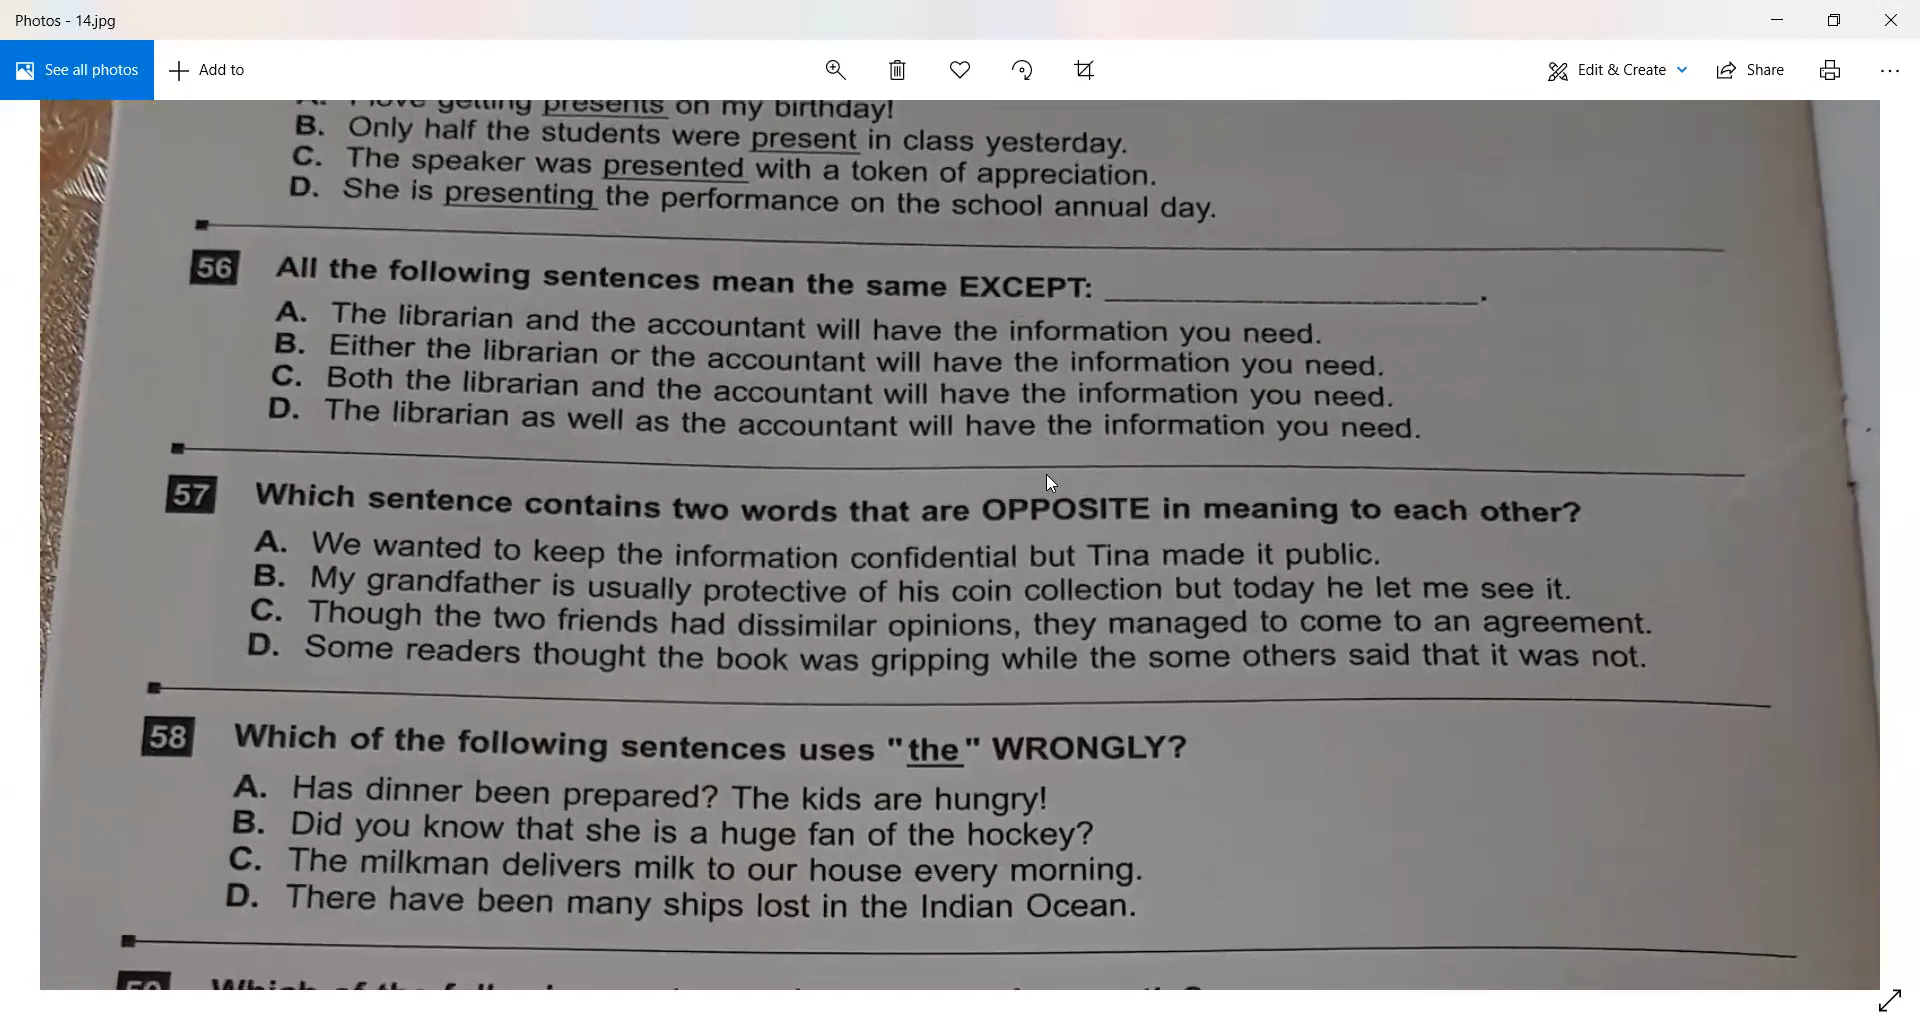 Photos - 14.jpg
See all photos
Add to
Edit & Create
Share
A. I love getting presents on my birthday!
B. Only half the students were present in class yesterday.
C. The speaker was presented with a token of appreciation.
D. She is presenting the performance on the school annual day.
56 All the following sentences mean the same EXCEPT: ____________________.
A. The librarian and the accountant will have the information you need.
B. Either the librarian or the accountant will have the information you need.
C. Both the librarian and the accountant will have the information you need.
D. The librarian as well as the accountant will have the information you need.
57 Which sentence contains two words that are OPPOSITE in meaning to each other?
A. We wanted to keep the information confidential but Tina made it public.
B. My grandfather is usually protective of his coin collection but today he let me see it.
C. Though the two friends had dissimilar opinions, they managed to come to an agreement.
D. Some readers thought the book was gripping while the some others said that it was not.
58 Which of the following sentences uses "the" WRONGLY?
A. Has dinner been prepared? The kids are hungry!
B. Did you know that she is a huge fan of the hockey?
C. The milkman delivers milk to our house every morning.
D. There have been many ships lost in the Indian Ocean.
Which of the